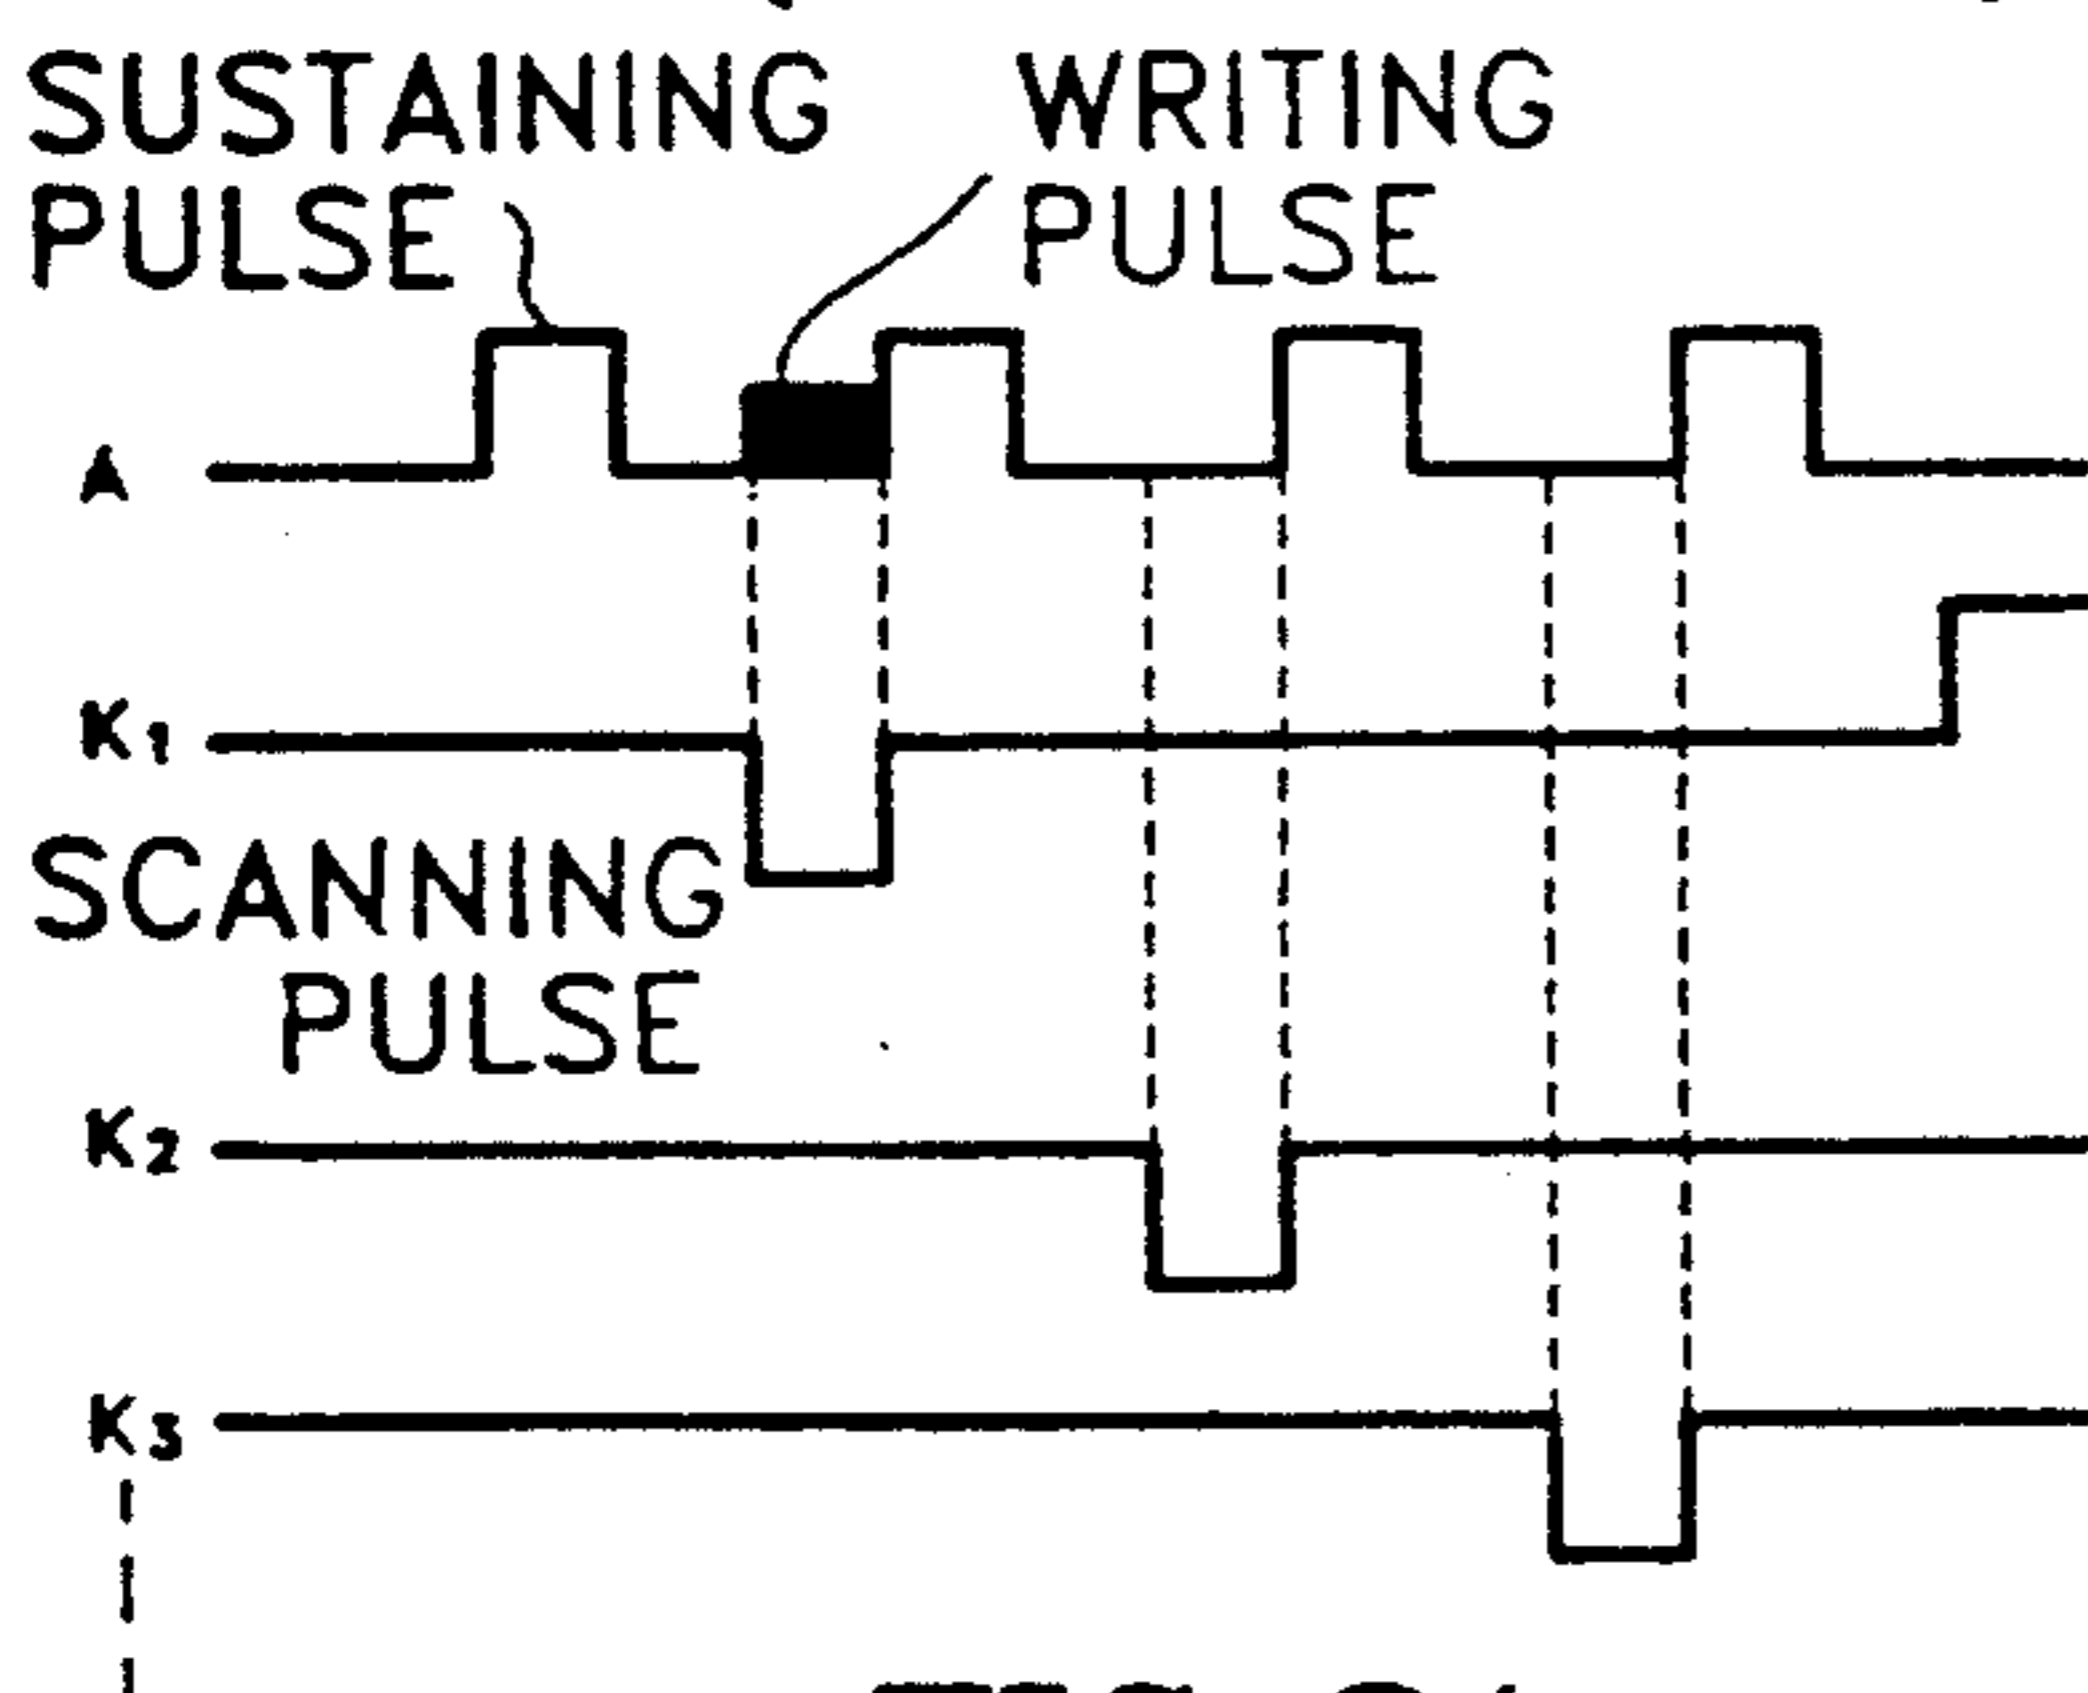 SUSTAINING WRITING
PULSE PULSE
A
K1
SCANNING
PULSE
K2
K3